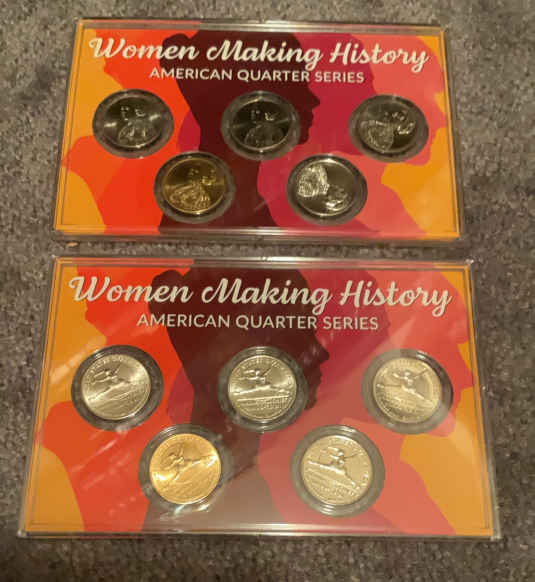 Women Making History
AMERICAN QUARTER SERIES
Women Making History
AMERICAN QUARTER SERIES